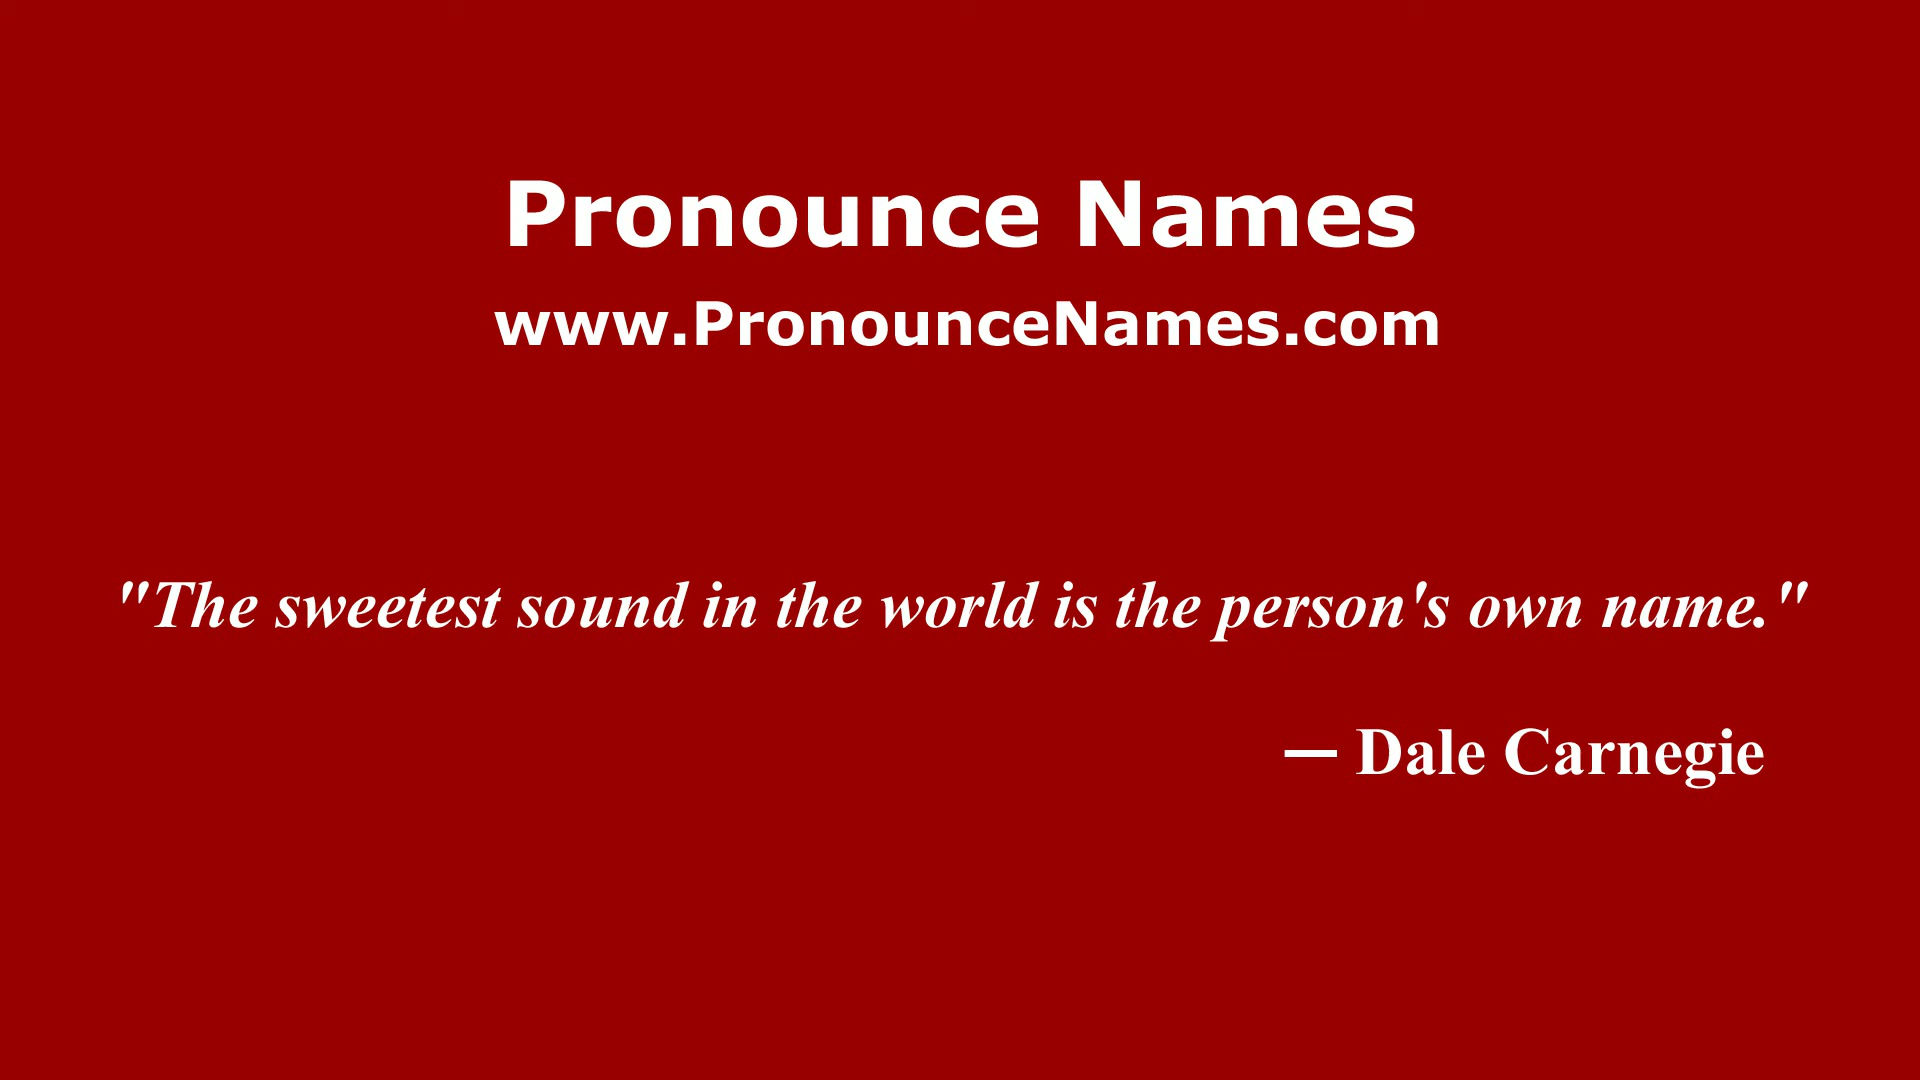 Pronounce Names
www.PronounceNames.com
"The sweetest sound in the world is the person's own name."
— Dale Carnegie